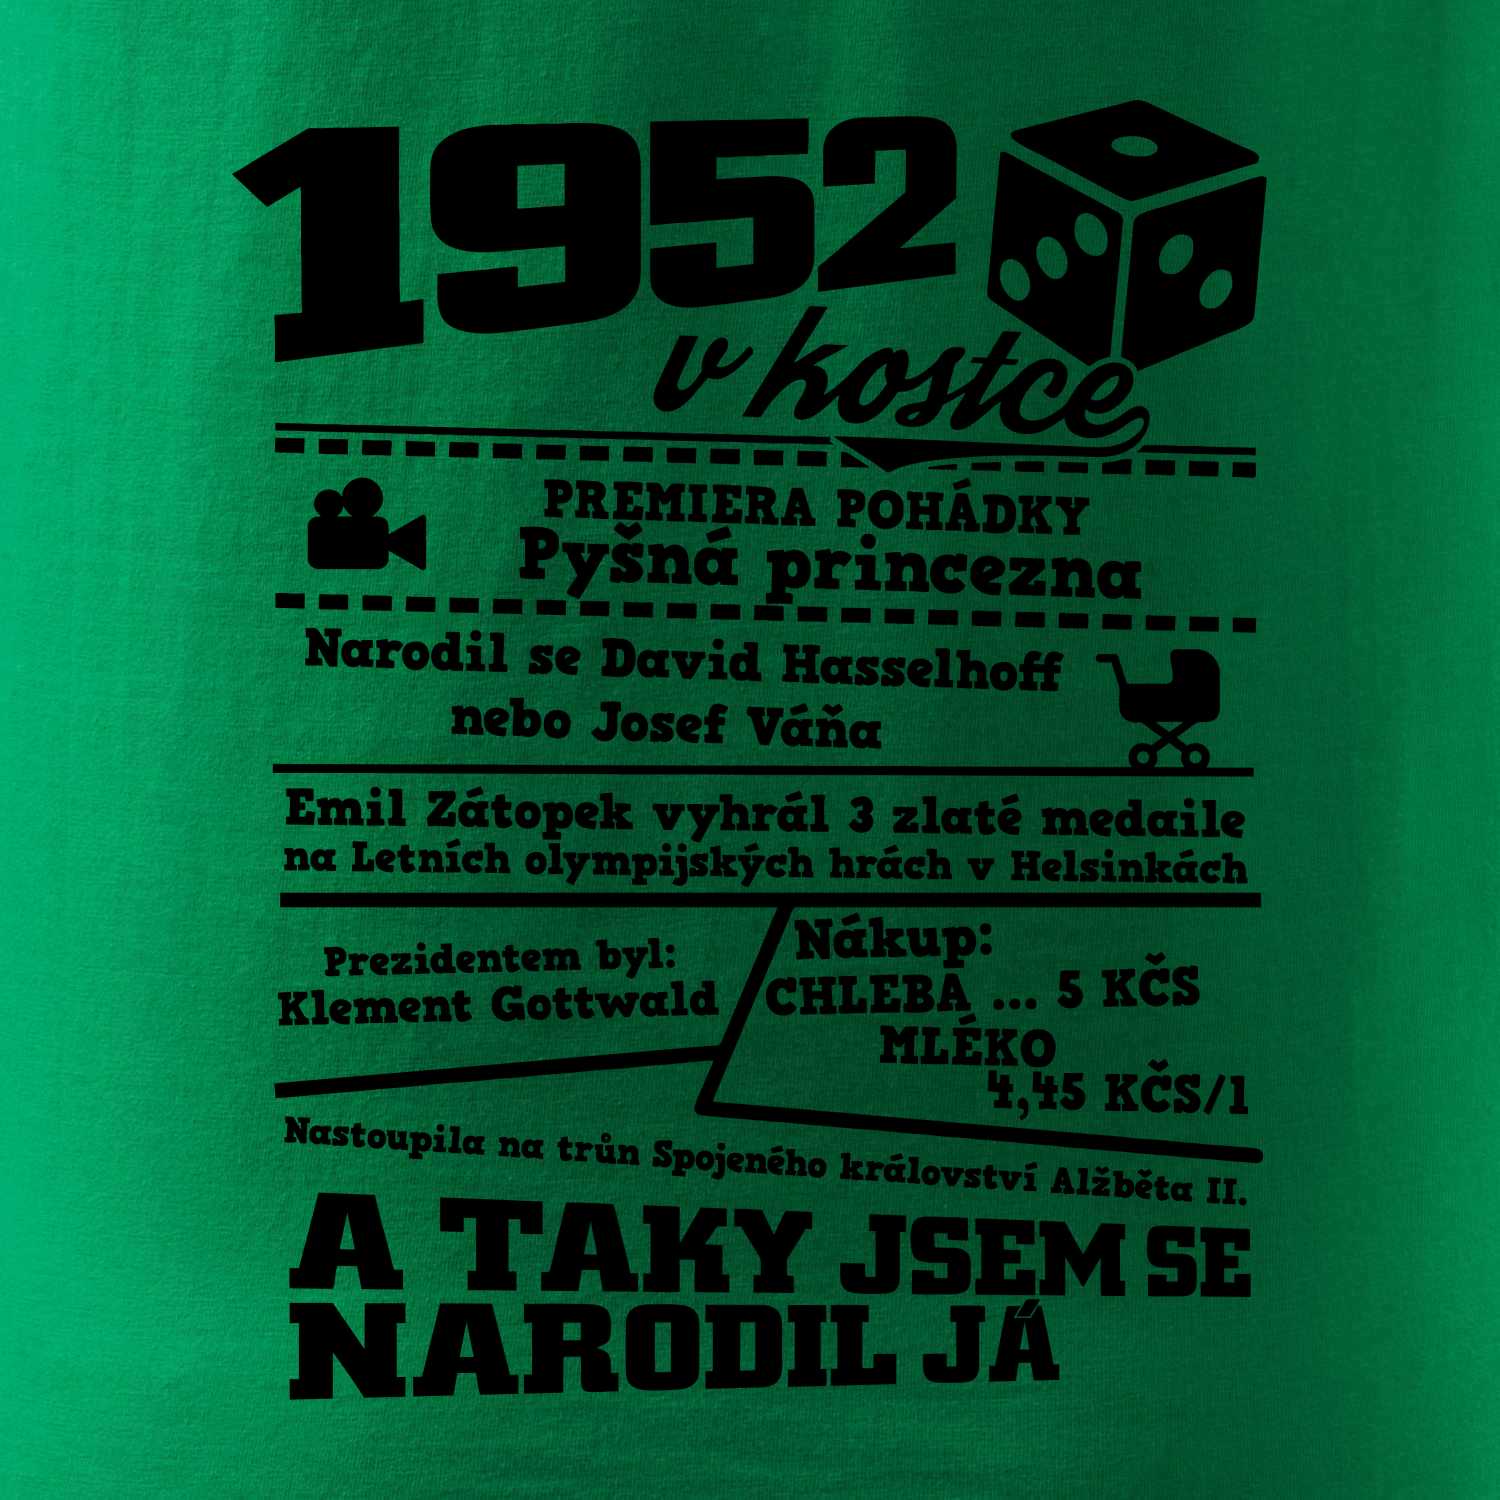 1952
v kostce
PREMIERA POHÁDKY
Pyšná princezna
Narodil se David Hasselhoff
nebo Josef Váňa
Emil Zátopek vyhrál 3 zlaté medaile
na Letních olympijských hrách v Helsinkách
Prezidentem byl:
Klement Gottwald
Nákup:
CHLEBA ... 5 KČS
MLÉKO
4,45 KČS/l
Nastoupila na trůn Spojeného království Alžběta II.
A TAKY JSEM SE
NARODIL JÁ